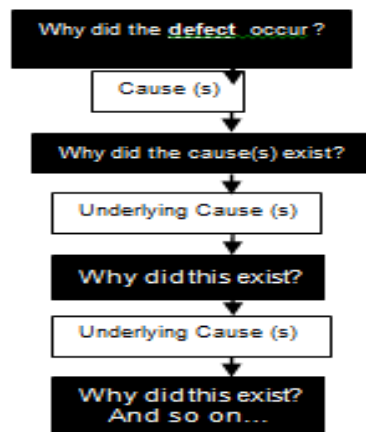 Why did the defect occur ?
Cause (s)
Why did the cause(s) exist?
Underlying Cause (s)
Why did this exist?
Underlying Cause (s)
Why did this exist?
And so on...